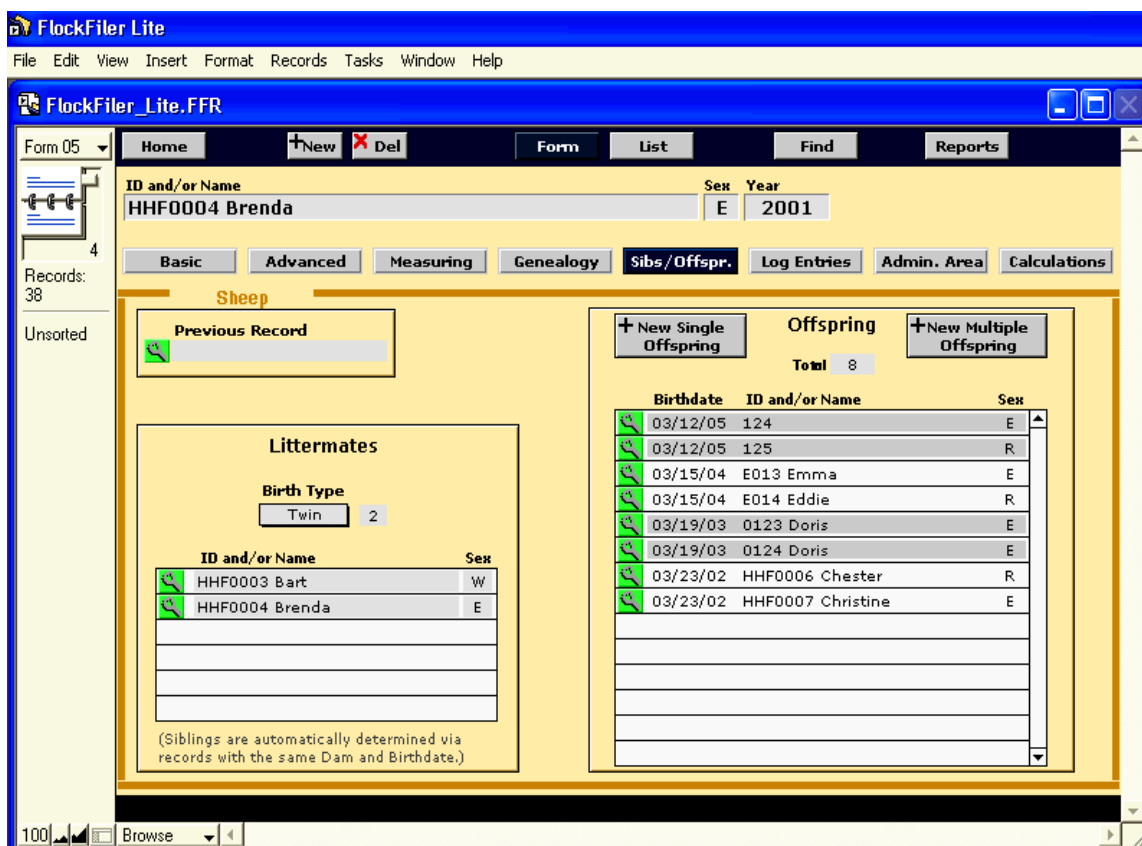 FlockFiler Lite
File Edit View Insert Format Records Tasks Window Help
FlockFiler_Lite.FFR
Form 05 Home +New X Del Form List Find Reports
ID and/or Name Sex Year
HHF0004 Brenda E 2001
4
Records:
38
Unsorted
Basic Advanced Measuring Genealogy Sibs/Offspr. Log Entries Admin. Area Calculations
Sheep
Previous Record
Littermates
Birth Type
Twin 2
ID and/or Name Sex
HHF0003 Bart W
HHF0004 Brenda E
(Siblings are automatically determined via
records with the same Dam and Birthdate.)
+ New Single
Offspring
Offspring
+New Multiple
Offspring
Total 8
Birthdate ID and/or Name Sex
03/12/05 124 E
03/12/05 125 R
03/15/04 E013 Emma E
03/15/04 E014 Eddie R
03/19/03 0123 Doris E
03/19/03 0124 Doris E
03/23/02 HHF0006 Chester R
03/23/02 HHF0007 Christine E
100 Browse